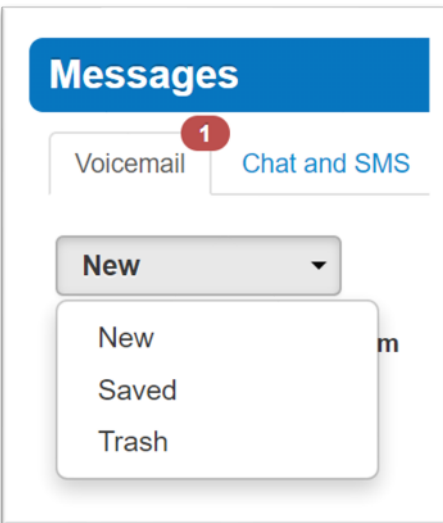 Messages
1
Voicemail Chat and SMS
New
New
m
Saved
Trash